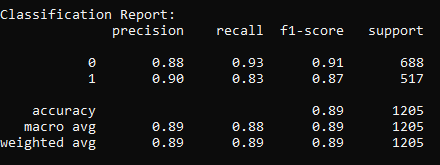 Classification Report:
precision recall f1-score support
0 0.88 0.93 0.91 688
1 0.90 0.83 0.87 517
accuracy 0.89 1205
macro avg 0.89 0.88 0.89 1205
weighted avg 0.89 0.89 0.89 1205